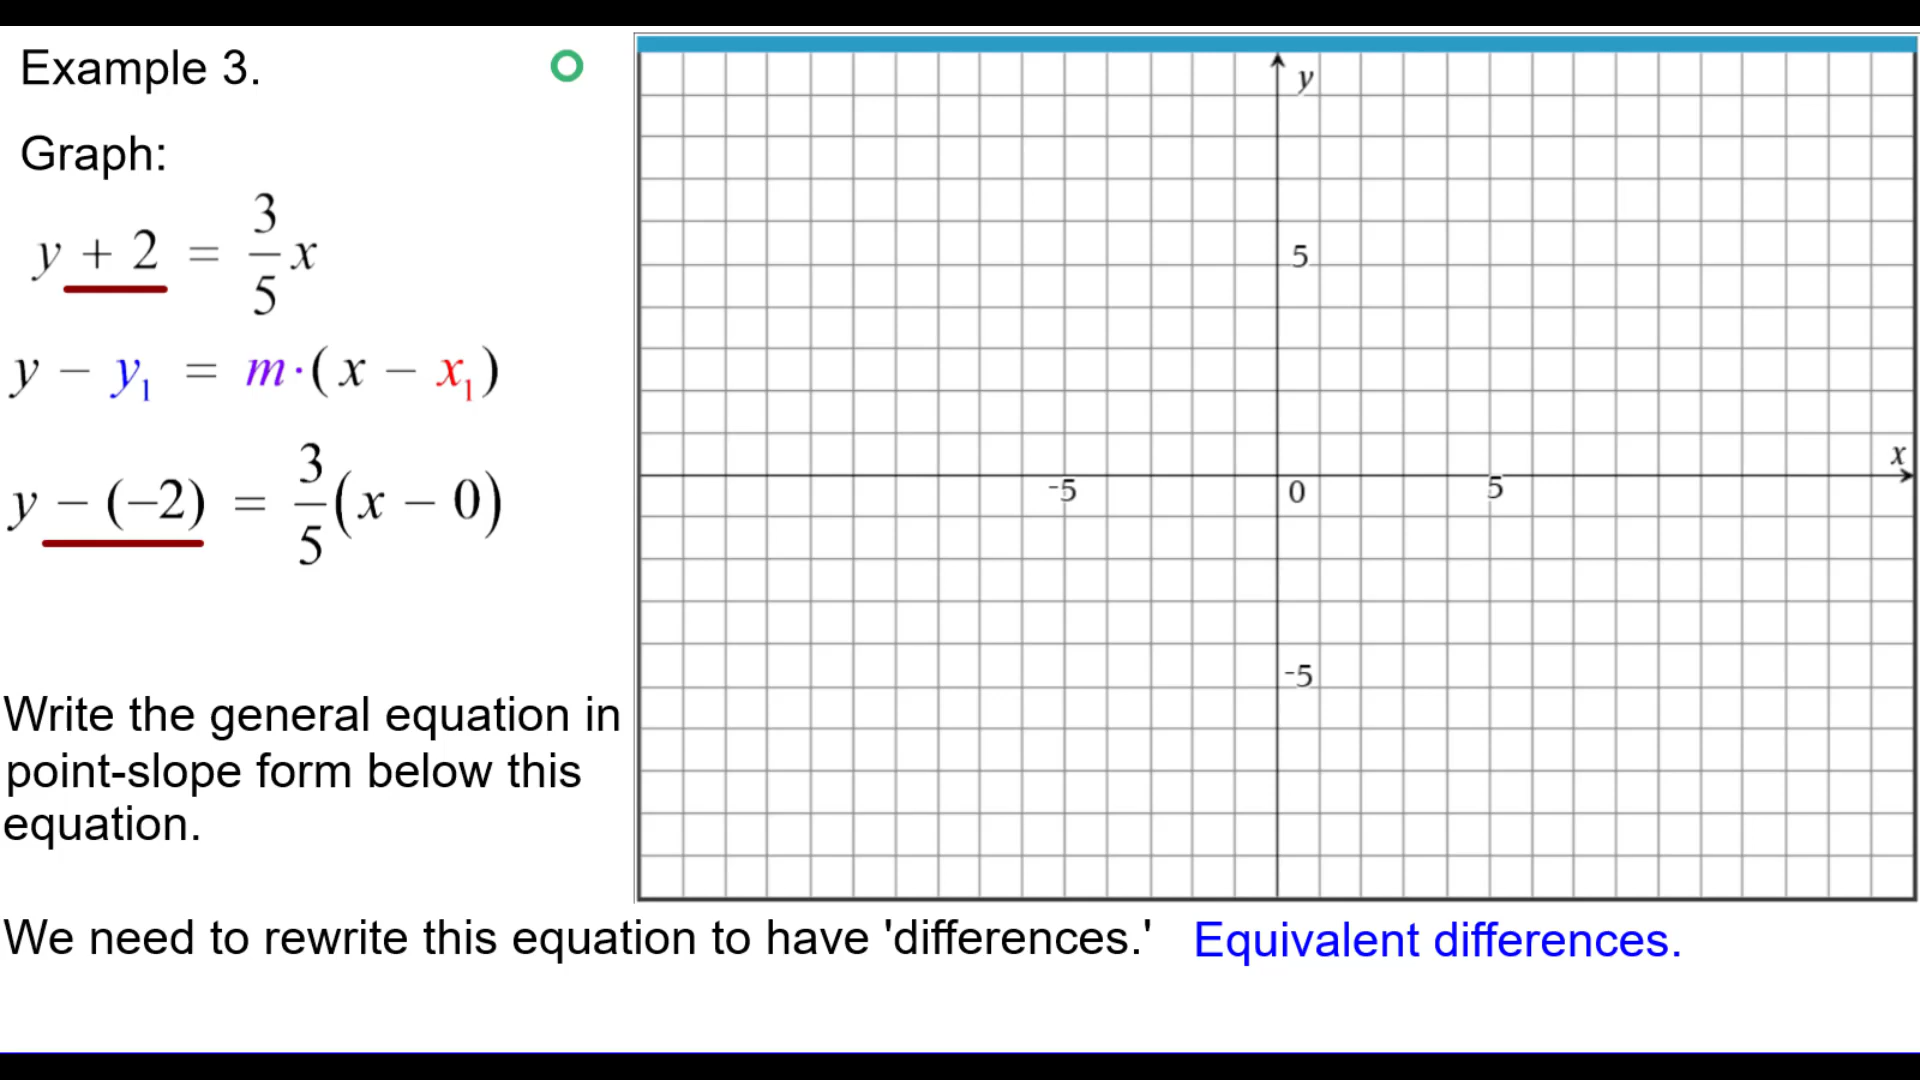 Example 3.
Graph:
y + 2 = 3/5 x
y − y₁ = m·(x − x₁)
y − (−2) = 3/5 (x − 0)
Write the general equation in
point-slope form below this
equation.
We need to rewrite this equation to have 'differences.' Equivalent differences.
y
5
x
-5 0 5
-5